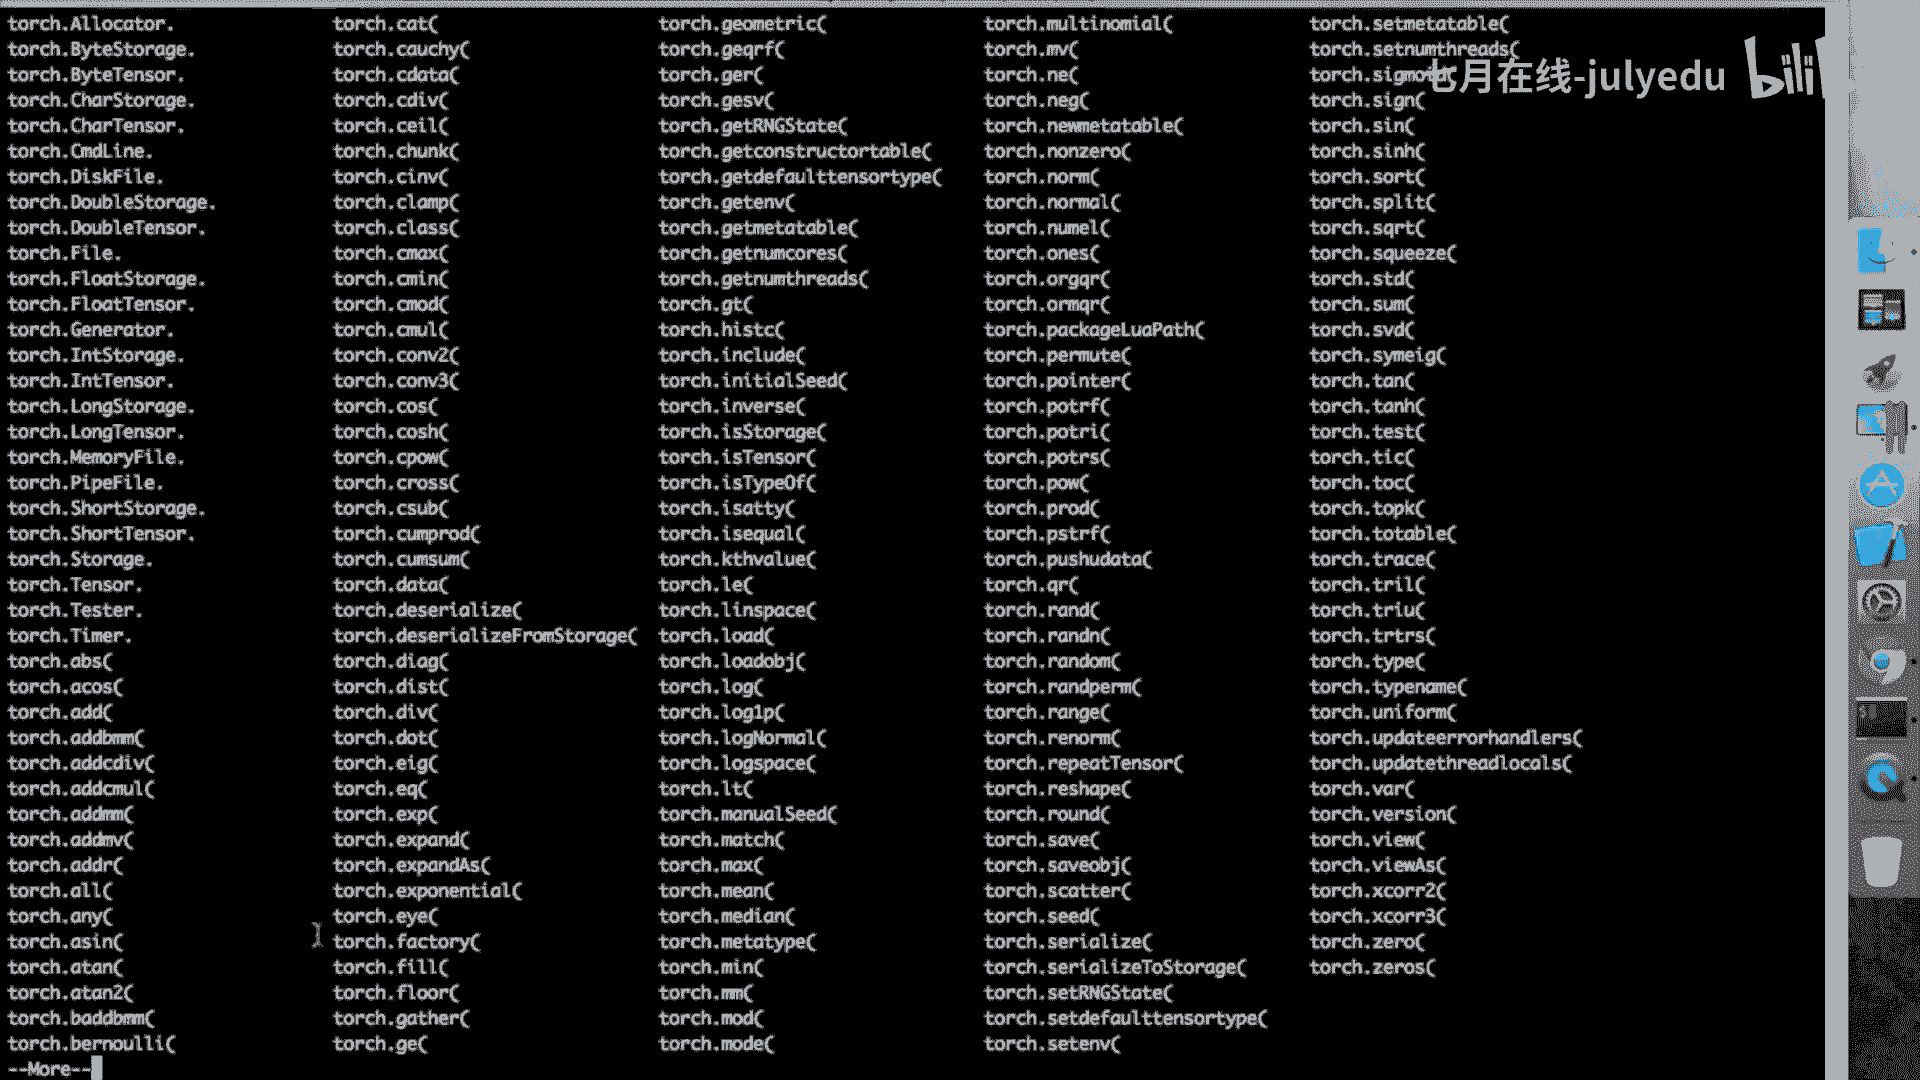 torch.Allocator. torch.cat( torch.geometric( torch.multinomial( torch.setmetatable(
torch.ByteStorage. torch.cauchy( torch.geqrf( torch.mv( torch.setnumthreads(
torch.ByteTensor. torch.cdata( torch.ger( torch.ne( torch.sigmoid(
七月在线-julyedu bili
torch.CharStorage. torch.cdiv( torch.gesv( torch.neg( torch.sign(
torch.CharTensor. torch.ceil( torch.getRNGState( torch.newmetatable( torch.sin(
torch.CmdLine. torch.chunk( torch.getconstructortable( torch.nonzero( torch.sinh(
torch.DiskFile. torch.cinv( torch.getdefaulttensortype( torch.norm( torch.sort(
torch.DoubleStorage. torch.clamp( torch.getenv( torch.normal( torch.split(
torch.DoubleTensor. torch.class( torch.getmetatable( torch.numel( torch.sqrt(
torch.File. torch.cmax( torch.getnumcores( torch.ones( torch.squeeze(
torch.FloatStorage. torch.cmin( torch.getnumthreads( torch.orgqr( torch.std(
torch.FloatTensor. torch.cmod( torch.gt( torch.ormqr( torch.sum(
torch.Generator. torch.cmul( torch.histc( torch.packageLuaPath( torch.svd(
torch.IntStorage. torch.conv2( torch.include( torch.permute( torch.symeig(
torch.IntTensor. torch.conv3( torch.initialSeed( torch.pointer( torch.tan(
torch.LongStorage. torch.cos( torch.inverse( torch.potrf( torch.tanh(
torch.LongTensor. torch.cosh( torch.isStorage( torch.potri( torch.test(
torch.MemoryFile. torch.cpow( torch.isTensor( torch.potrs( torch.tic(
torch.PipeFile. torch.cross( torch.isTypeOf( torch.pow( torch.toc(
torch.ShortStorage. torch.csub( torch.isatty( torch.prod( torch.topk(
torch.ShortTensor. torch.cumprod( torch.isequal( torch.pstrf( torch.totable(
torch.Storage. torch.cumsum( torch.kthvalue( torch.pushudata( torch.trace(
torch.Tensor. torch.data( torch.le( torch.qr( torch.tril(
torch.Tester. torch.deserialize( torch.linspace( torch.rand( torch.triu(
torch.Timer. torch.deserializeFromStorage( torch.load( torch.randn( torch.trtrs(
torch.abs( torch.diag( torch.loadobj( torch.random( torch.type(
torch.acos( torch.dist( torch.log( torch.randperm( torch.typename(
torch.add( torch.div( torch.log1p( torch.range( torch.uniform(
torch.addbmm( torch.dot( torch.logNormal( torch.renorm( torch.updateerrorhandlers(
torch.addcdiv( torch.eig( torch.logspace( torch.repeatTensor( torch.updatethreadlocals(
torch.addcmul( torch.eq( torch.lt( torch.reshape( torch.var(
torch.addmm( torch.exp( torch.manualSeed( torch.round( torch.version(
torch.addmv( torch.expand( torch.match( torch.save( torch.view(
torch.addr( torch.expandAs( torch.max( torch.saveobj( torch.viewAs(
torch.all( torch.exponential( torch.mean( torch.scatter( torch.xcorr2(
torch.any( torch.eye( torch.median( torch.seed( torch.xcorr3(
torch.asin( torch.factory( torch.metatype( torch.serialize( torch.zero(
torch.atan( torch.fill( torch.min( torch.serializeToStorage( torch.zeros(
torch.atan2( torch.floor( torch.mm( torch.setRNGState(
torch.baddbmm( torch.gather( torch.mod( torch.setdefaulttensortype(
torch.bernoulli( torch.ge( torch.mode( torch.setenv(
--More--